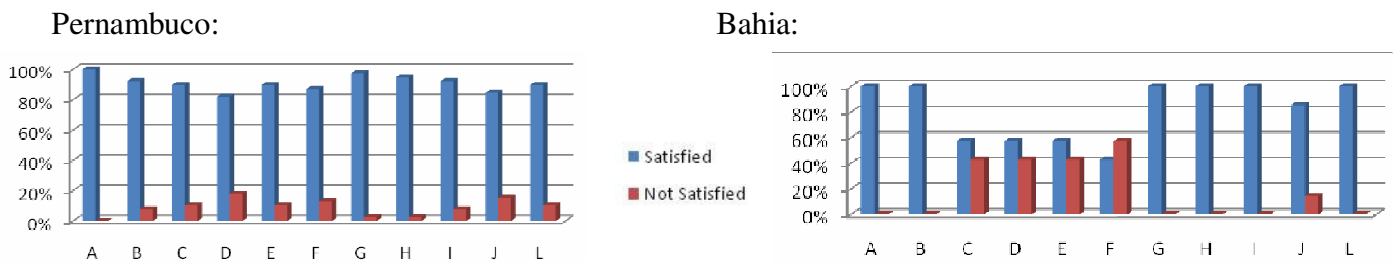 Pernambuco:
100%
80%
60%
40%
20%
0%
A B C D E F G H I J L
Satisfied
Not Satisfied
Bahia:
100%
80%
60%
40%
20%
0%
A B C D E F G H I J L